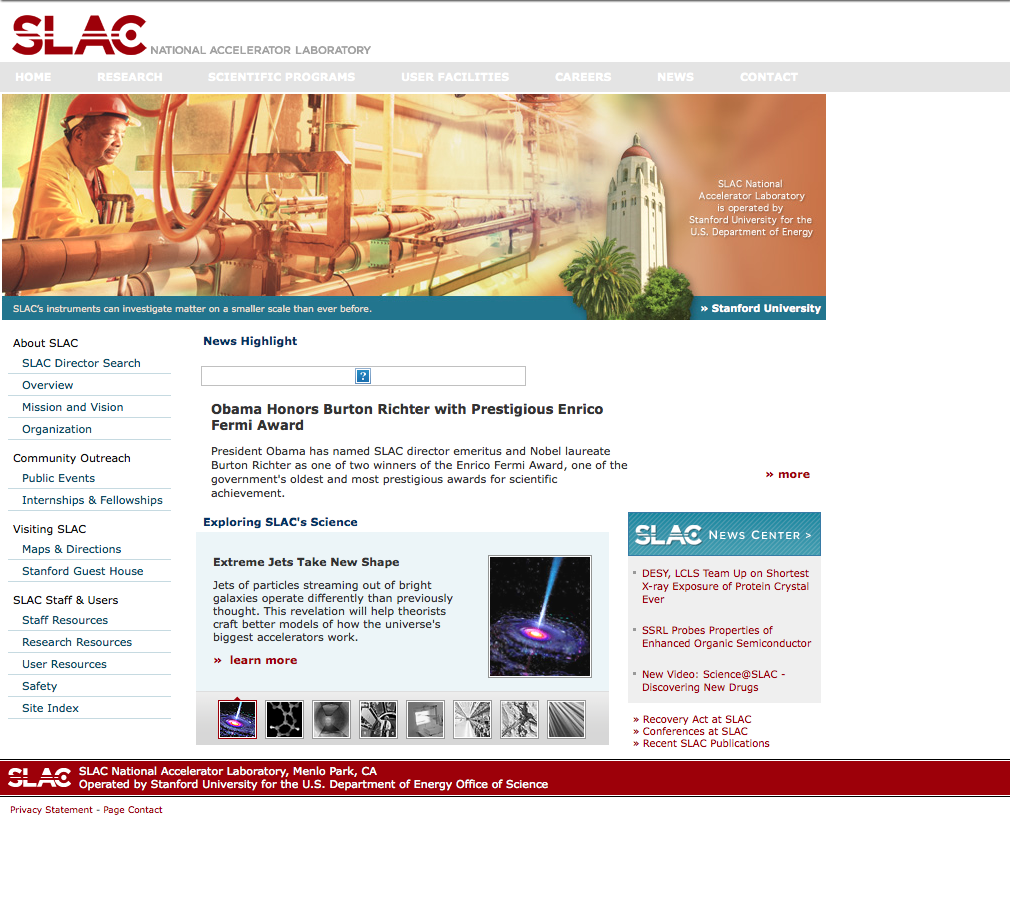 SLAC NATIONAL ACCELERATOR LABORATORY
HOME RESEARCH SCIENTIFIC PROGRAMS USER FACILITIES CAREERS NEWS CONTACT
SLAC National
Accelerator Laboratory
is operated by
Stanford University for the
U.S. Department of Energy
SLAC's instruments can investigate matter on a smaller scale than ever before.
» Stanford University
About SLAC
SLAC Director Search
Overview
Mission and Vision
Organization
Community Outreach
Public Events
Internships & Fellowships
Visiting SLAC
Maps & Directions
Stanford Guest House
SLAC Staff & Users
Staff Resources
Research Resources
User Resources
Safety
Site Index
News Highlight
?
Obama Honors Burton Richter with Prestigious Enrico
Fermi Award
President Obama has named SLAC director emeritus and Nobel laureate
Burton Richter as one of two winners of the Enrico Fermi Award, one of the
government's oldest and most prestigious awards for scientific
achievement.
» more
Exploring SLAC's Science
Extreme Jets Take New Shape
Jets of particles streaming out of bright
galaxies operate differently than previously
thought. This revelation will help theorists
craft better models of how the universe's
biggest accelerators work.
» learn more
SLAC NEWS CENTER >
DESY, LCLS Team Up on Shortest
X-ray Exposure of Protein Crystal
Ever
SSRL Probes Properties of
Enhanced Organic Semiconductor
New Video: Science@SLAC -
Discovering New Drugs
» Recovery Act at SLAC
» Conferences at SLAC
» Recent SLAC Publications
SLAC SLAC National Accelerator Laboratory, Menlo Park, CA
Operated by Stanford University for the U.S. Department of Energy Office of Science
Privacy Statement - Page Contact